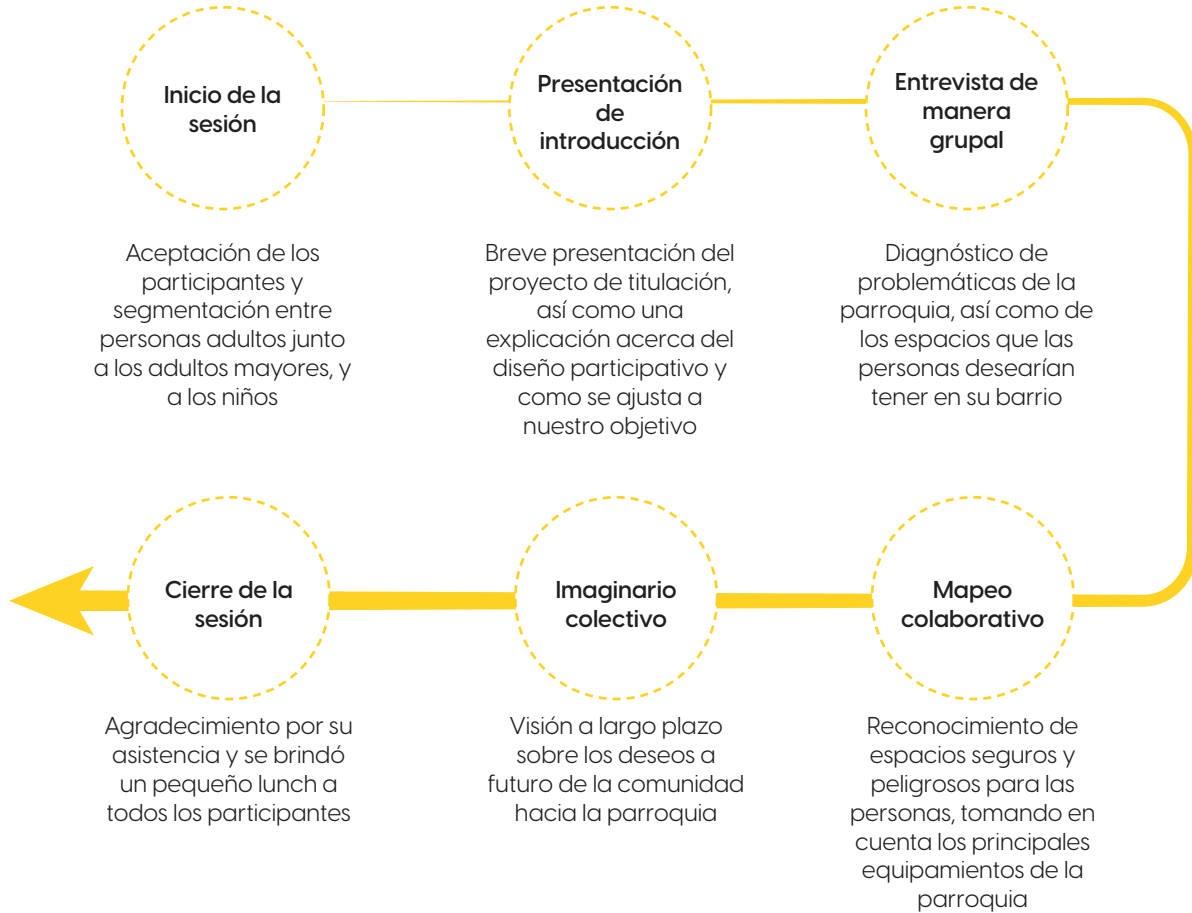 Inicio de la
sesión
Aceptación de los
participantes y
segmentación entre
personas adultos junto
a los adultos mayores, y
a los niños
Presentación
de
introducción
Breve presentación del
proyecto de titulación,
así como una
explicación acerca del
diseño participativo y
como se ajusta a
nuestro objetivo
Entrevista de
manera
grupal
Diagnóstico de
problemáticas de la
parroquia, así como de
los espacios que las
personas desearían
tener en su barrio
Mapeo
colaborativo
Reconocimiento de
espacios seguros y
peligrosos para las
personas, tomando en
cuenta los principales
equipamientos de la
parroquia
Imaginario
colectivo
Visión a largo plazo
sobre los deseos a
futuro de la comunidad
hacia la parroquia
Cierre de la
sesión
Agradecimiento por su
asistencia y se brindó
un pequeño lunch a
todos los participantes